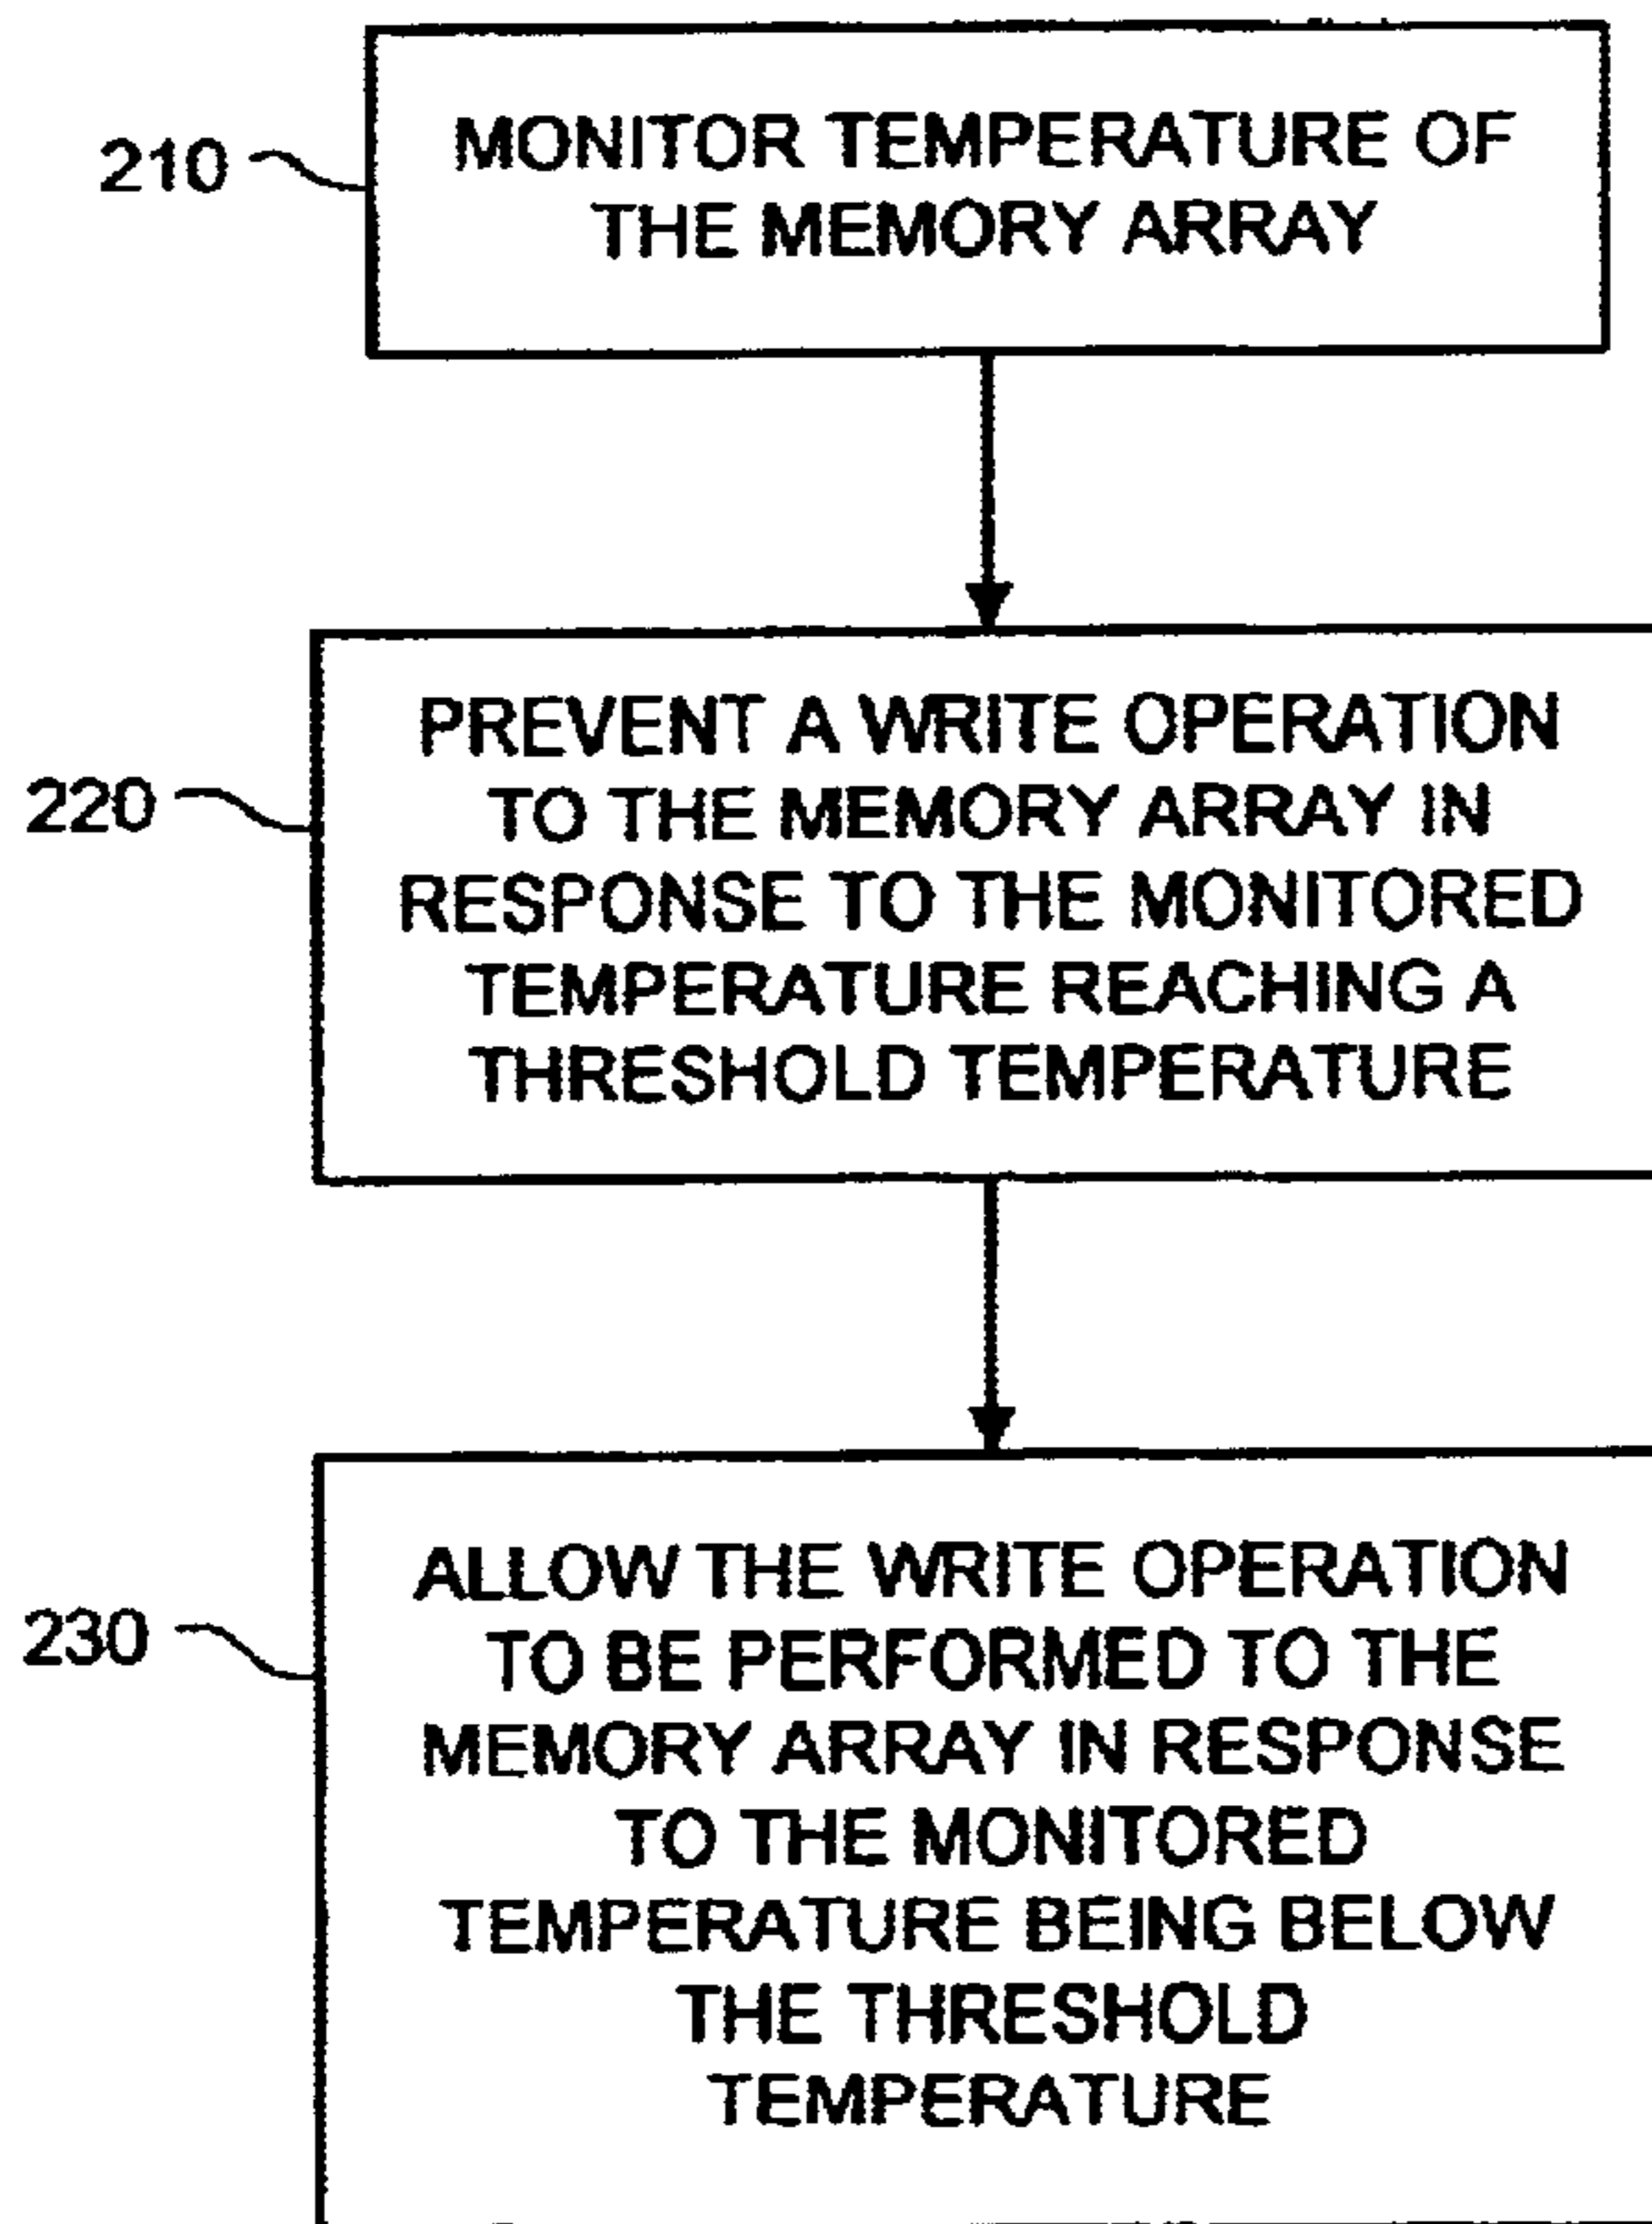 210
MONITOR TEMPERATURE OF
THE MEMORY ARRAY
220
PREVENT A WRITE OPERATION
TO THE MEMORY ARRAY IN
RESPONSE TO THE MONITORED
TEMPERATURE REACHING A
THRESHOLD TEMPERATURE
230
ALLOW THE WRITE OPERATION
TO BE PERFORMED TO THE
MEMORY ARRAY IN RESPONSE
TO THE MONITORED
TEMPERATURE BEING BELOW
THE THRESHOLD
TEMPERATURE